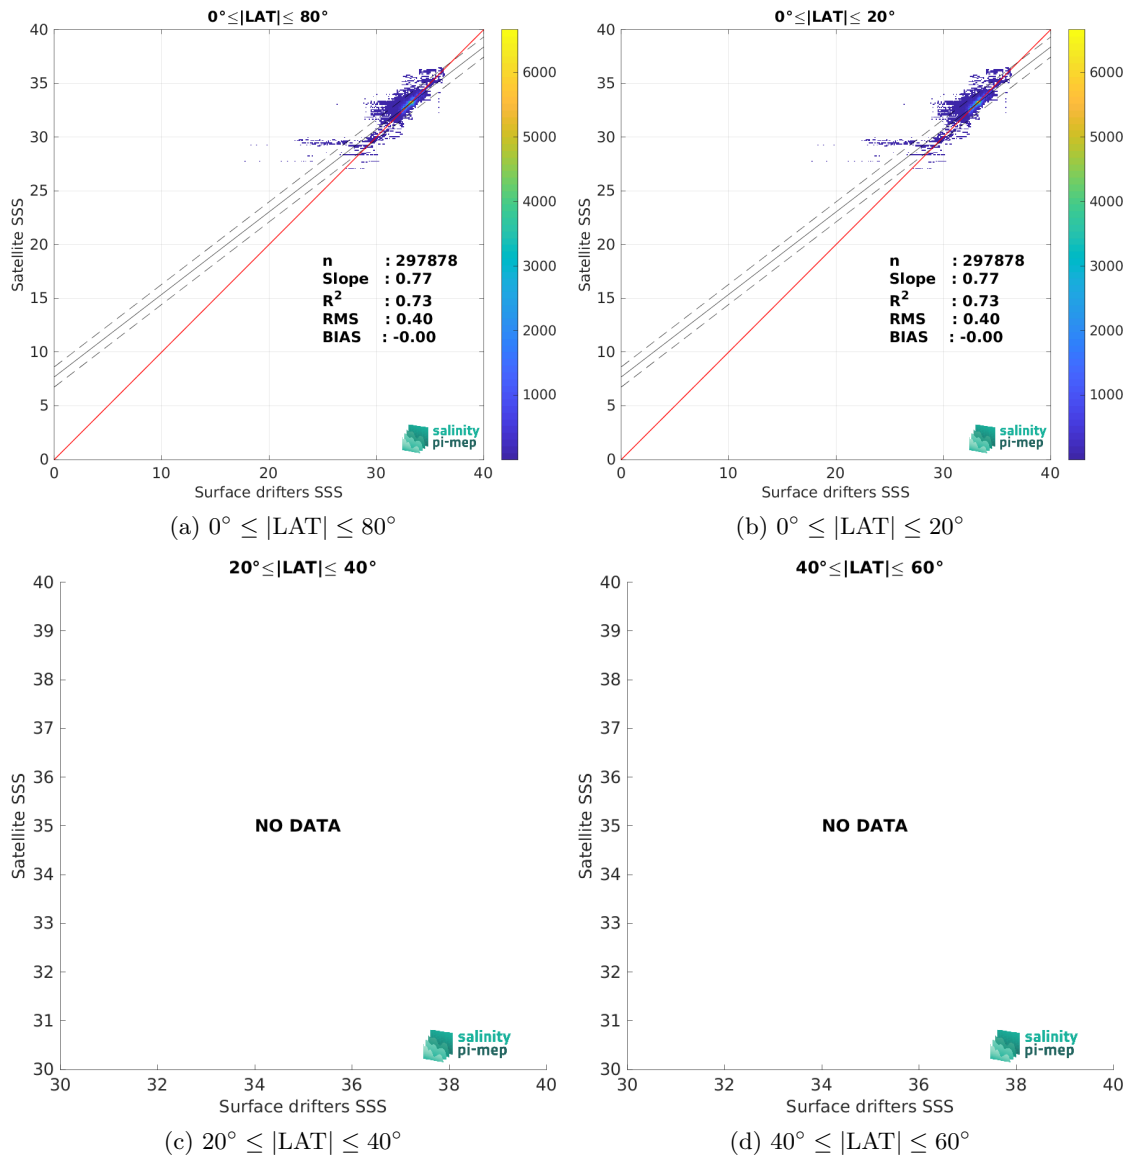 0°≤|LAT|≤ 80°
40
35
30
25
20
15
10
5
0
Satellite SSS
0
10
20
30
40
Surface drifters SSS
n : 297878
Slope : 0.77
R² : 0.73
RMS : 0.40
BIAS : -0.00
salinity
pi-mep
6000
5000
4000
3000
2000
1000
(a) 0° ≤ |LAT| ≤ 80°
0°≤|LAT|≤ 20°
40
35
30
25
20
15
10
5
0
Satellite SSS
0
10
20
30
40
Surface drifters SSS
n : 297878
Slope : 0.77
R² : 0.73
RMS : 0.40
BIAS : -0.00
salinity
pi-mep
6000
5000
4000
3000
2000
1000
(b) 0° ≤ |LAT| ≤ 20°
20°≤|LAT|≤ 40°
40
39
38
37
36
35
34
33
32
31
30
Satellite SSS
NO DATA
salinity
pi-mep
30
32
34
36
38
40
Surface drifters SSS
(c) 20° ≤ |LAT| ≤ 40°
40°≤|LAT|≤ 60°
40
39
38
37
36
35
34
33
32
31
30
Satellite SSS
NO DATA
salinity
pi-mep
30
32
34
36
38
40
Surface drifters SSS
(d) 40° ≤ |LAT| ≤ 60°